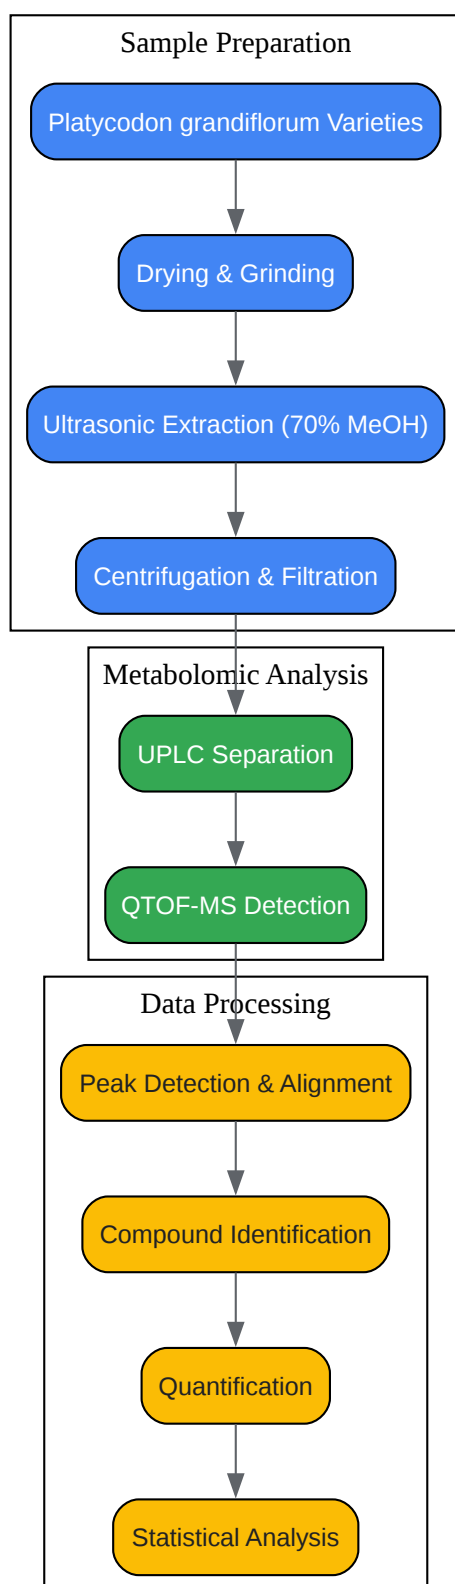 Sample Preparation
Platycodon grandiflorum Varieties
Drying & Grinding
Ultrasonic Extraction (70% MeOH)
Centrifugation & Filtration
Metabolomic Analysis
UPLC Separation
QTOF-MS Detection
Data Processing
Peak Detection & Alignment
Compound Identification
Quantification
Statistical Analysis